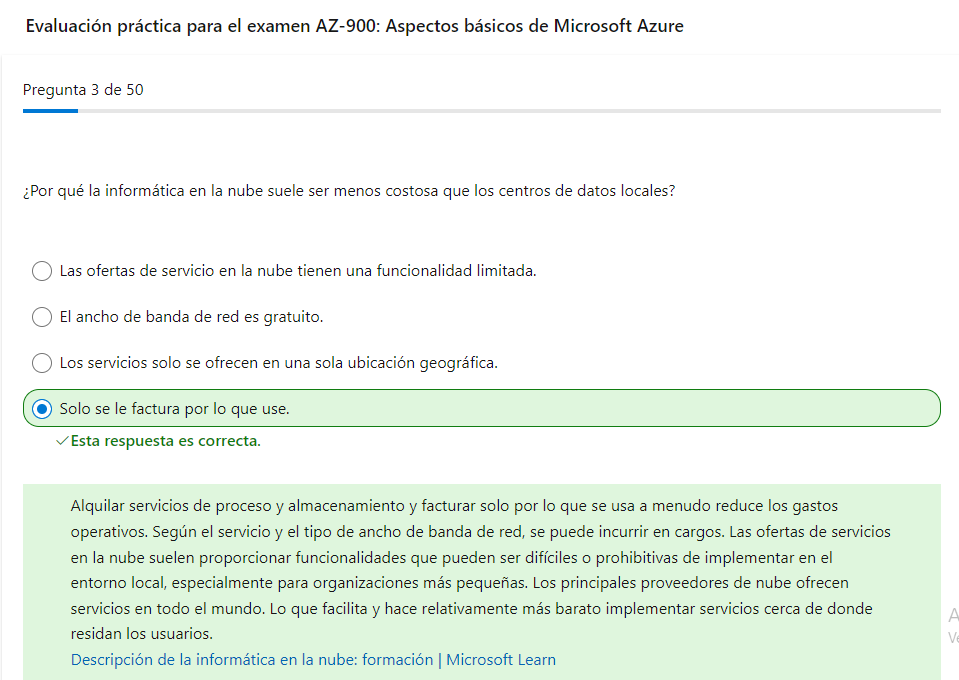 Evaluación práctica para el examen AZ-900: Aspectos básicos de Microsoft Azure
Pregunta 3 de 50
¿Por qué la informática en la nube suele ser menos costosa que los centros de datos locales?
Las ofertas de servicio en la nube tienen una funcionalidad limitada.
El ancho de banda de red es gratuito.
Los servicios solo se ofrecen en una sola ubicación geográfica.
Solo se le factura por lo que use.
Esta respuesta es correcta.
Alquilar servicios de proceso y almacenamiento y facturar solo por lo que se usa a menudo reduce los gastos
operativos. Según el servicio y el tipo de ancho de banda de red, se puede incurrir en cargos. Las ofertas de servicios
en la nube suelen proporcionar funcionalidades que pueden ser difíciles o prohibitivas de implementar en el
entorno local, especialmente para organizaciones más pequeñas. Los principales proveedores de nube ofrecen
servicios en todo el mundo. Lo que facilita y hace relativamente más barato implementar servicios cerca de donde
residan los usuarios.
Descripción de la informática en la nube: formación | Microsoft Learn